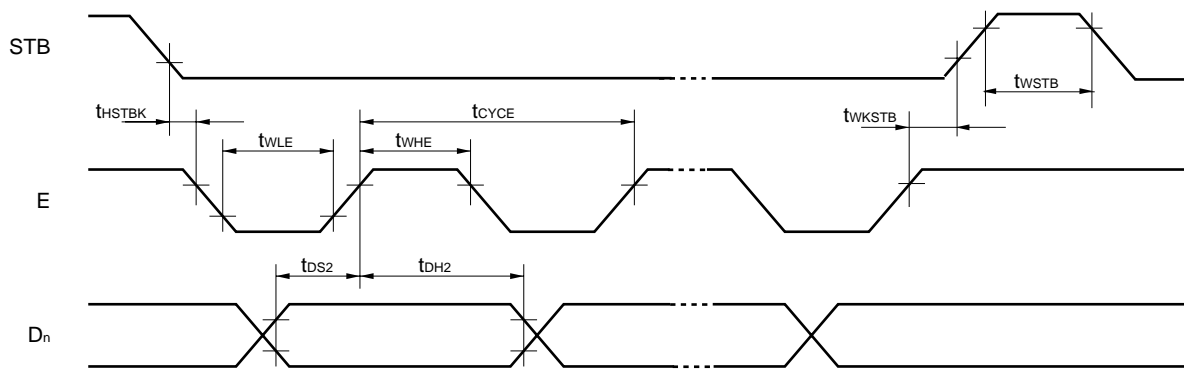 STB
tWSTB
tHSTBK
tCYCE
tWKSTB
tWLE
tWHE
E
tDS2
tDH2
Dn